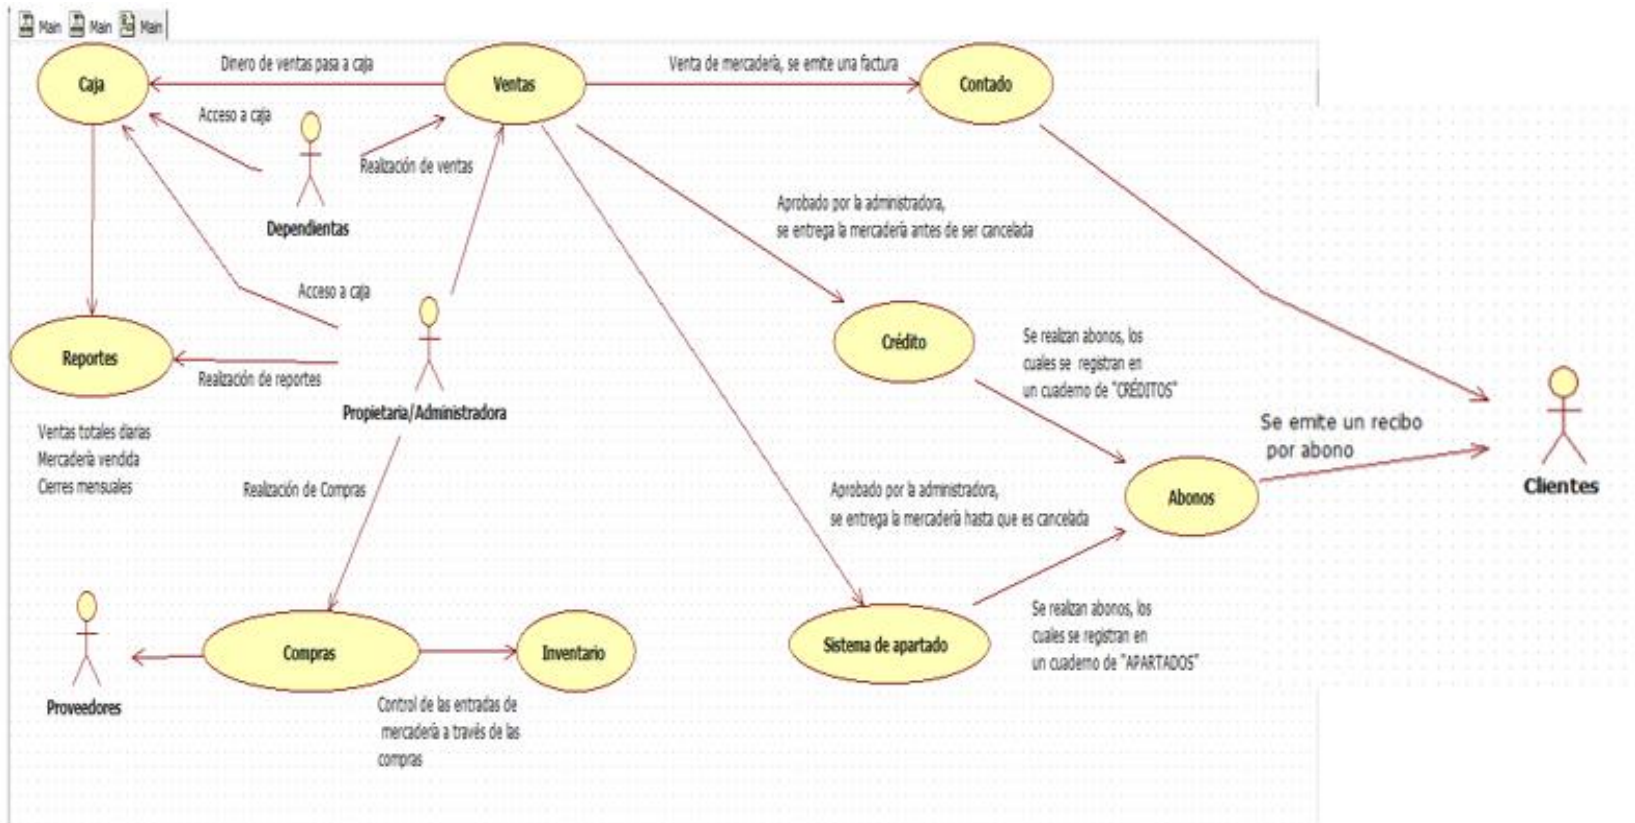 Main Main Main
Caja
Dinero de ventas pasa a caja
Ventas
Venta de mercadería, se emite una factura
Contado
Acceso a caja
Realización de ventas
Dependientas
Aprobado por la administradora,
se entrega la mercadería antes de ser cancelada
Acceso a caja
Reportes
Realización de reportes
Propietaria/Administradora
Crédito
Se realizan abonos, los
cuales se registran en
un cuaderno de "CRÉDITOS"
Ventas totales diarias
Mercadería vendida
Cierres mensuales
Se emite un recibo
por abono
Clientes
Realización de Compras
Aprobado por la administradora,
se entrega la mercadería hasta que es cancelada
Abonos
Proveedores
Compras
Inventario
Control de las entradas de
mercadería a través de las
compras
Sistema de apartado
Se realizan abonos, los
cuales se registran en
un cuaderno de "APARTADOS"